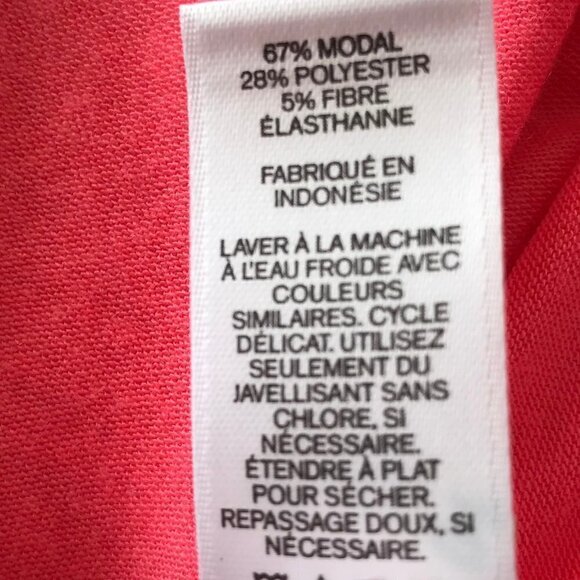 67% MODAL
28% POLYESTER
5% FIBRE
ÉLASTHANNE
FABRIQUÉ EN
INDONÉSIE
LAVER À LA MACHINE
À L'EAU FROIDE AVEC
COULEURS
SIMILAIRES. CYCLE
DÉLICAT. UTILISEZ
SEULEMENT DU
JAVELLISANT SANS
CHLORE, SI
NÉCESSAIRE.
ÉTENDRE À PLAT
POUR SÉCHER.
REPASSAGE DOUX, SI
NÉCESSAIRE.